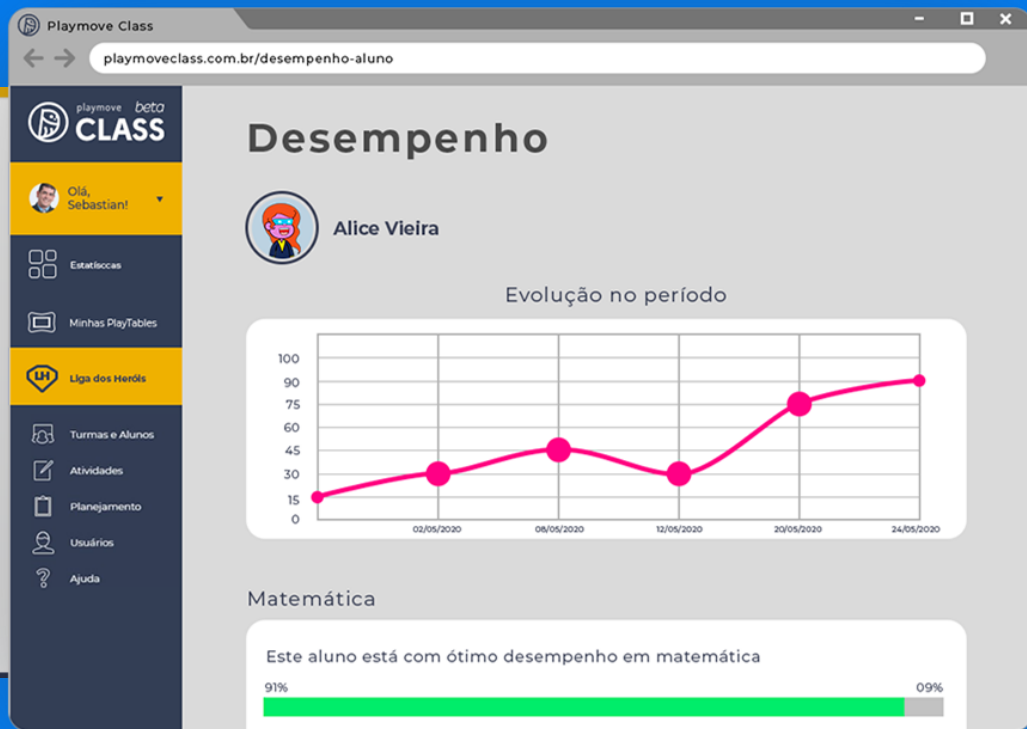 Playmove Class
playmoveclass.com.br/desempenho-aluno
playmove beta
CLASS
Olá,
Sebastian!
Estatísccas
Minhas PlayTables
LH
Liga dos Heróis
Turmas e Alunos
Atividades
Planejamento
Usuários
Ajuda
Desempenho
Alice Vieira
Evolução no período
100
90
75
60
45
30
15
0
02/05/2020 08/05/2020 12/05/2020 20/05/2020 24/05/2020
Matemática
Este aluno está com ótimo desempenho em matemática
91% 09%